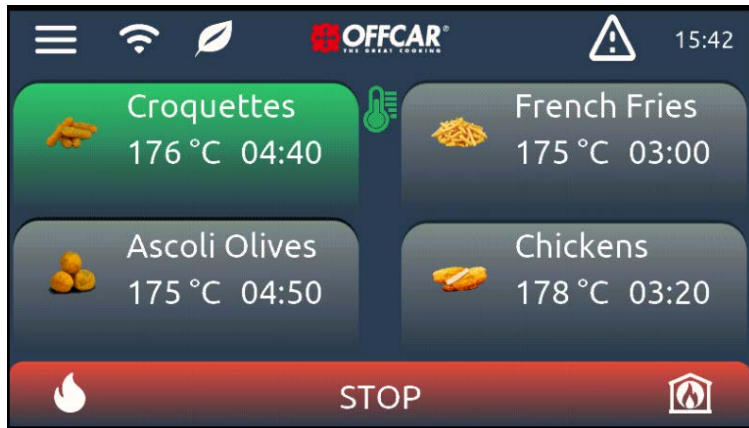 OFFCAR®
THE GREAT COOKING
15:42
Croquettes
176 °C 04:40
French Fries
175 °C 03:00
Ascoli Olives
175 °C 04:50
Chickens
178 °C 03:20
STOP